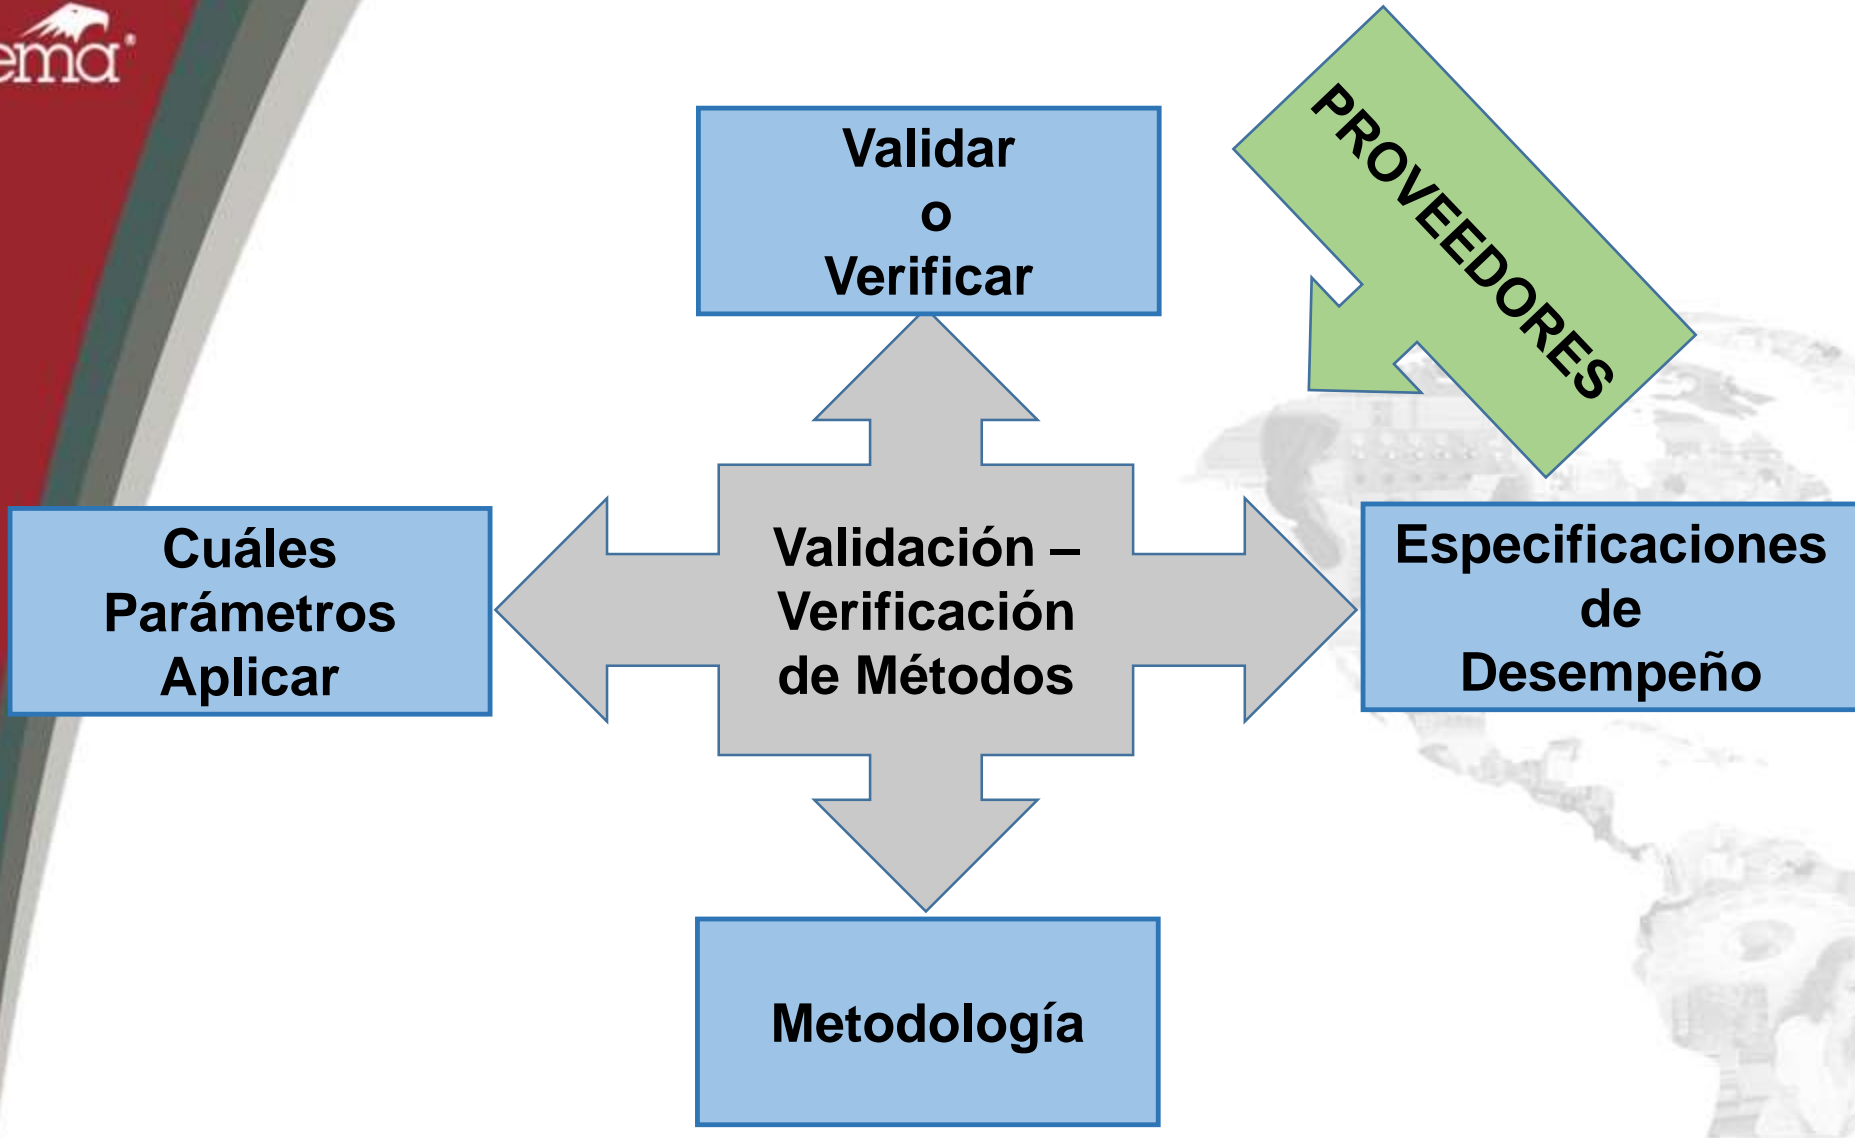 ema
Validar
o
Verificar
PROVEEDORES
Cuáles
Parámetros
Aplicar
Validación –
Verificación
de Métodos
Especificaciones
de
Desempeño
Metodología